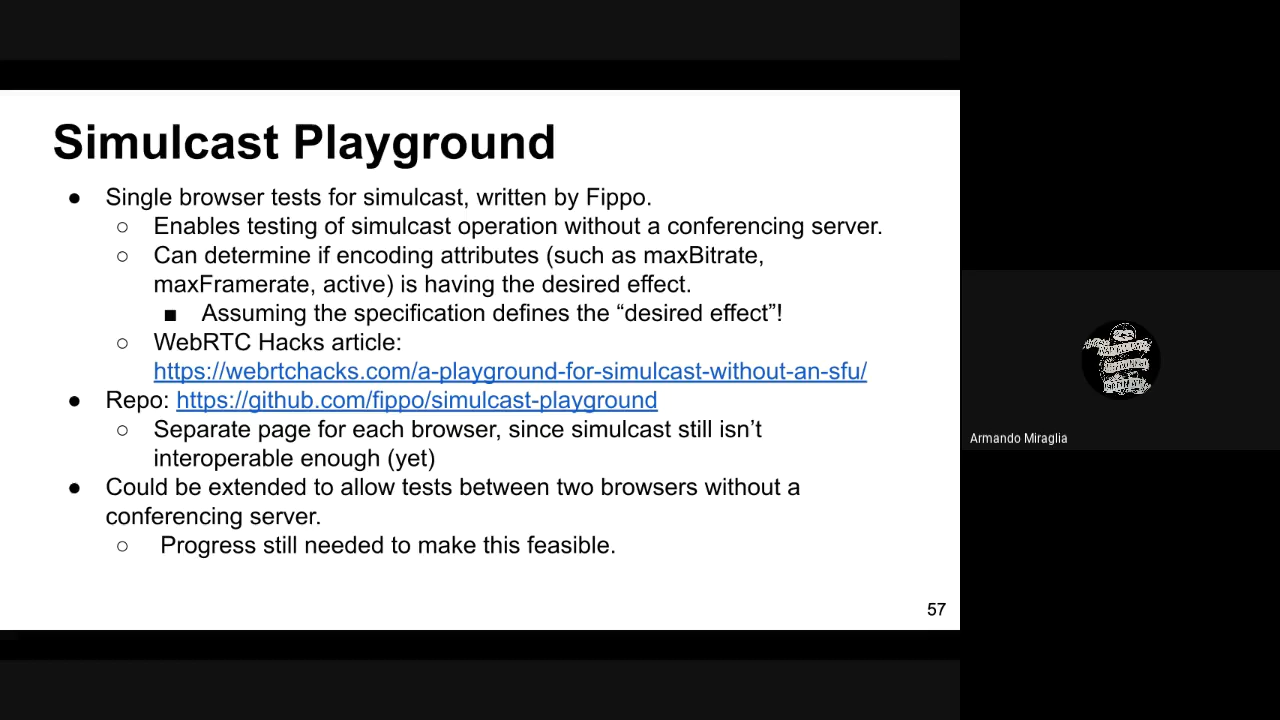 Simulcast Playground
● Single browser tests for simulcast, written by Fippo.
○ Enables testing of simulcast operation without a conferencing server.
○ Can determine if encoding attributes (such as maxBitrate,
maxFramerate, active) is having the desired effect.
■ Assuming the specification defines the “desired effect”!
○ WebRTC Hacks article:
https://webrtchacks.com/a-playground-for-simulcast-without-an-sfu/
● Repo: https://github.com/fippo/simulcast-playground
○ Separate page for each browser, since simulcast still isn’t
interoperable enough (yet)
● Could be extended to allow tests between two browsers without a
conferencing server.
○ Progress still needed to make this feasible.
57
Armando Miraglia